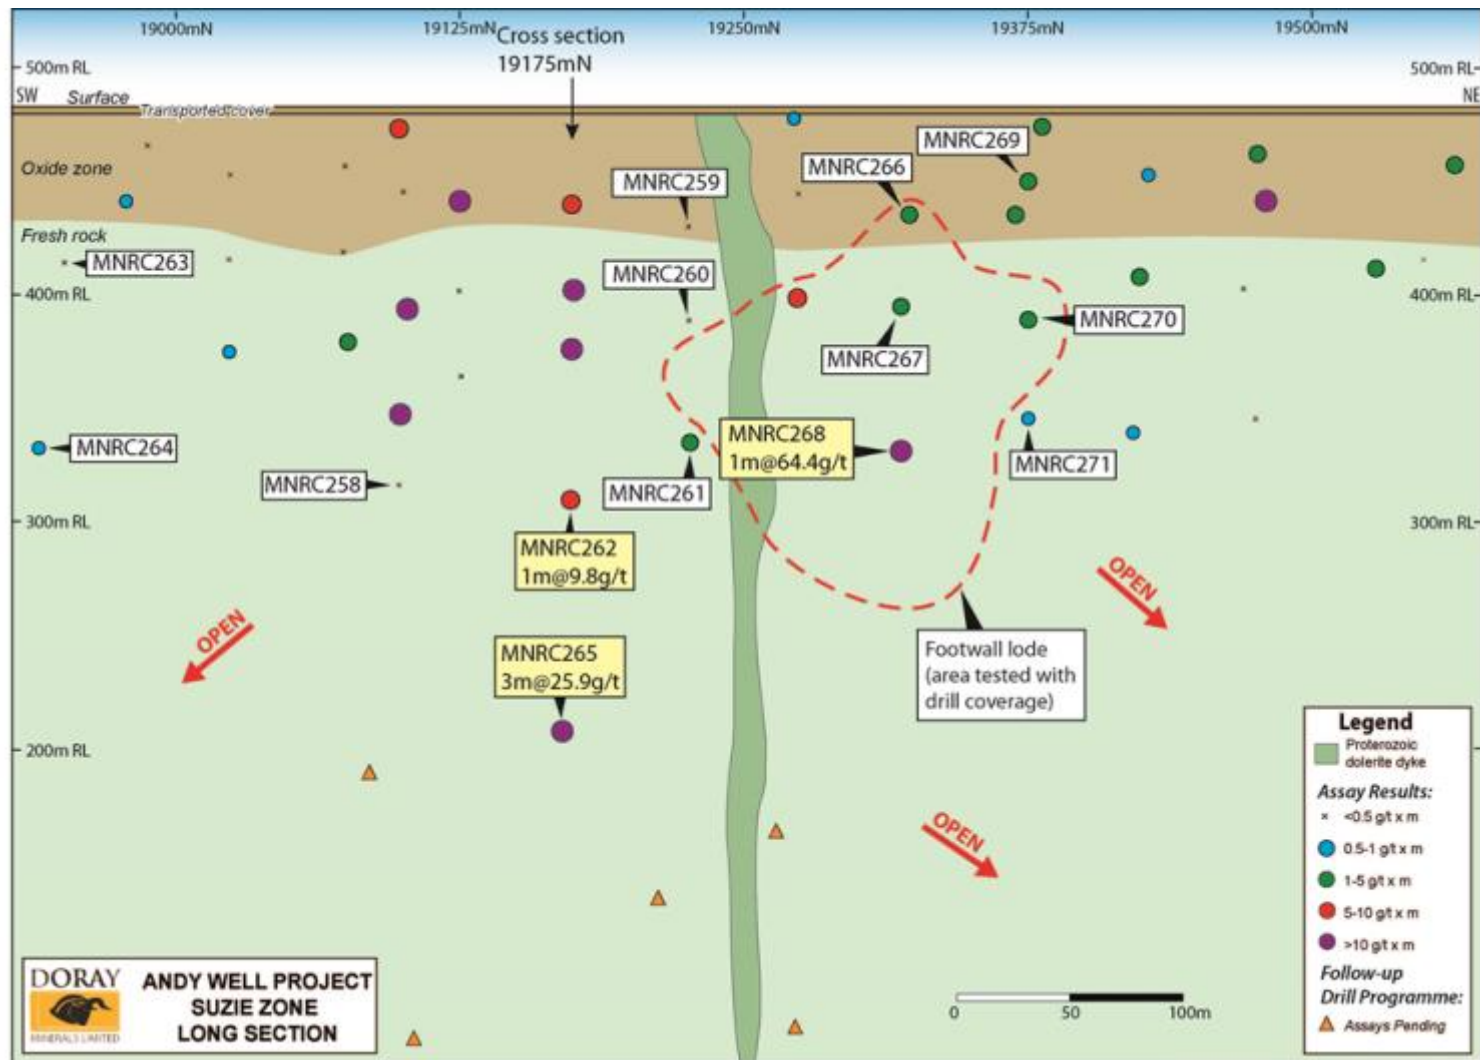 19000mN
19125mN
19250mN
19375mN
19500mN
Cross section
19175mN
500m RL
500m RL
SW
Surface
NE
Transported cover
Oxide zone
MNRC269
MNRC266
MNRC259
Fresh rock
MNRC263
MNRC260
400m RL
400m RL
MNRC270
MNRC267
MNRC264
MNRC268
1m@64.4g/t
MNRC271
MNRC258
MNRC261
300m RL
300m RL
MNRC262
1m@9.8g/t
OPEN
OPEN
MNRC265
3m@25.9g/t
Footwall lode
(area tested with
drill coverage)
200m RL
OPEN
Legend
Proterozoic
dolerite dyke
Assay Results:
<0.5 g/t x m
0.5-1 g/t x m
1-5 g/t x m
5-10 g/t x m
>10 g/t x m
Follow-up
Drill Programme:
Assays Pending
0
50
100m
DORAY
MINERALS LIMITED
ANDY WELL PROJECT
SUZIE ZONE
LONG SECTION